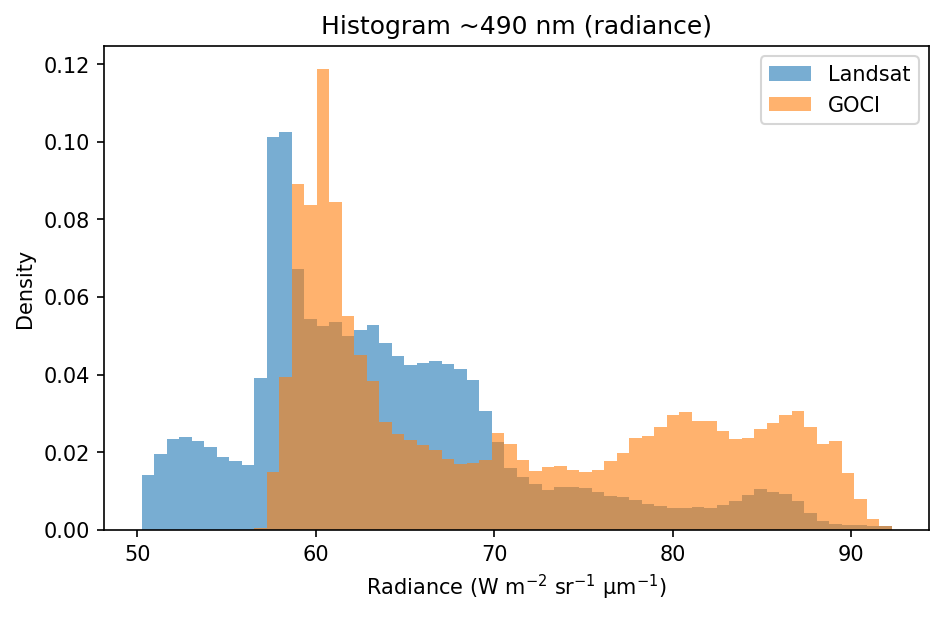 Histogram ~490 nm (radiance)
Landsat
GOCI
Density
0.12
0.10
0.08
0.06
0.04
0.02
0.00
50 60 70 80 90
Radiance (W m⁻² sr⁻¹ µm⁻¹)